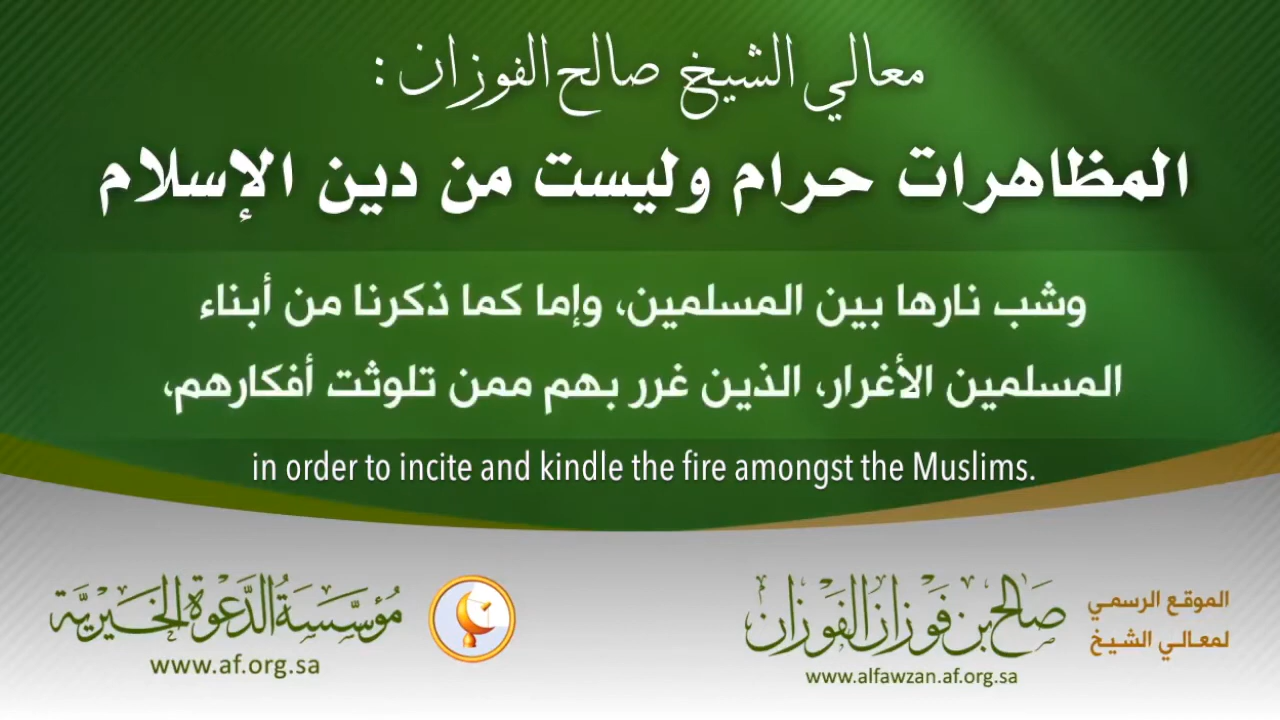 معالي الشيخ صالح الفوزان :
المظاهرات حرام وليست من دين الإسلام
وشب نارها بين المسلمين، وإما كما ذكرنا من أبناء
المسلمين الأغرار، الذين غرر بهم ممن تلوثت أفكارهم،
in order to incite and kindle the fire amongst the Muslims.
الموقع الرسمي
لمعالي الشيخ
صالح بن فوزان الفوزان
www.alfawzan.af.org.sa
مؤسسة الدعوة الخيرية
www.af.org.sa